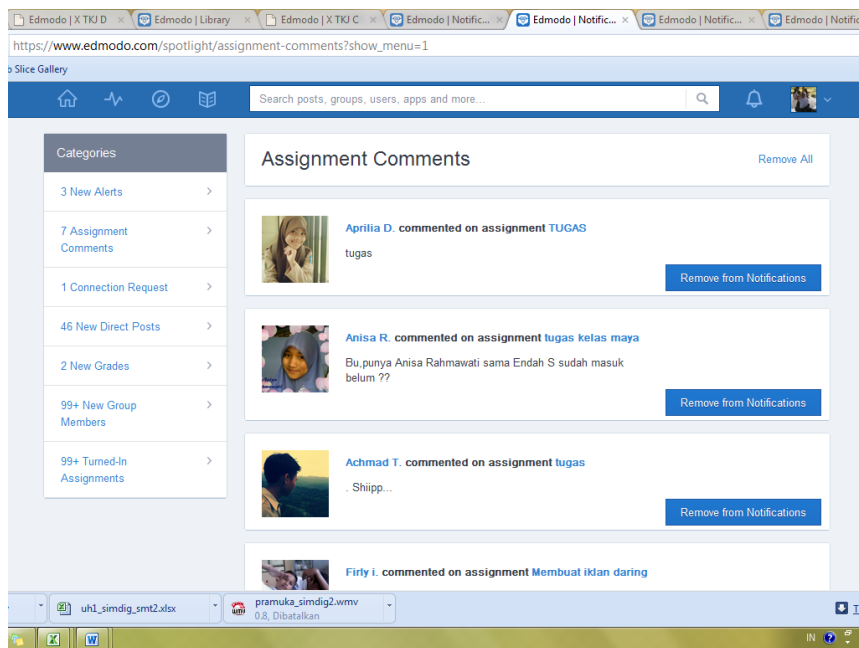 Edmodo | X TKJ D
Edmodo | Library
Edmodo | X TKJ C
Edmodo | Notific...
Edmodo | Notific...
Edmodo | Notific...
Edmodo | Notific
https://www.edmodo.com/spotlight/assignment-comments?show_menu=1
Slice Gallery
Search posts, groups, users, apps and more...
Categories
3 New Alerts
7 Assignment
Comments
1 Connection Request
46 New Direct Posts
2 New Grades
99+ New Group
Members
99+ Turned-In
Assignments
Assignment Comments
Remove All
Aprilia D. commented on assignment TUGAS
tugas
Remove from Notifications
Anisa R. commented on assignment tugas kelas maya
Bu,punya Anisa Rahmawati sama Endah S sudah masuk
belum ??
Remove from Notifications
Achmad T. commented on assignment tugas
. Shiipp...
Remove from Notifications
Firly i. commented on assignment Membuat iklan daring
uh1_simdig_smt2.xlsx
pramuka_simdig2.wmv
0.8, Dibatalkan
IN